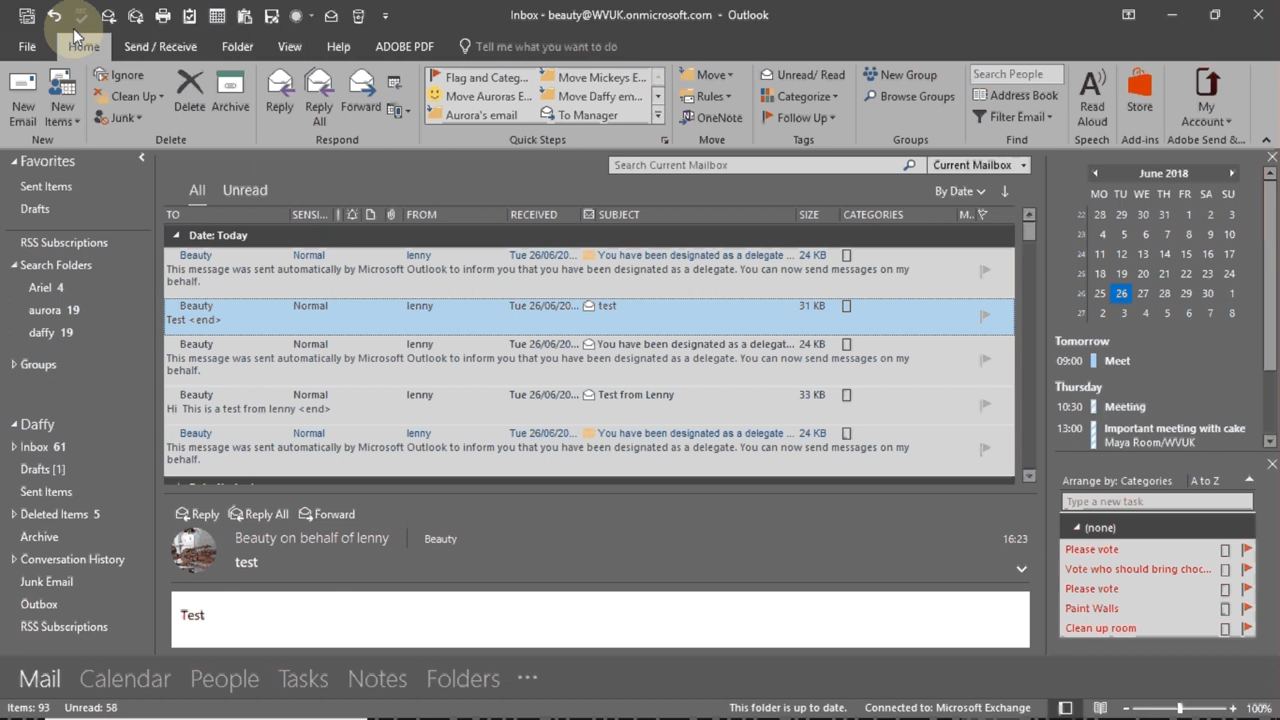 Inbox - beauty@WVUK.onmicrosoft.com - Outlook
File Home Send / Receive Folder View Help ADOBE PDF Tell me what you want to do
New Email
New Items
Ignore
Clean Up
Junk
Delete
Archive
Reply
Reply All
Forward
Flag and Categ...
Move Auroras E...
Aurora's email
Move Mickeys E...
Move Daffy em...
To Manager
Move
Rules
OneNote
Unread/ Read
Categorize
Follow Up
New Group
Browse Groups
Search People
Address Book
Filter Email
Read Aloud
Store
My Account
New Delete Respond Quick Steps Move Tags Groups Find Speech Add-ins Adobe Send &...
Favorites
Sent Items
Drafts
RSS Subscriptions
Search Folders
Ariel 4
aurora 19
daffy 19
Groups
Daffy
Inbox 61
Drafts [1]
Sent Items
Deleted Items 5
Archive
Conversation History
Junk Email
Outbox
RSS Subscriptions
Search Current Mailbox Current Mailbox
All Unread By Date
TO SENSI... FROM RECEIVED SUBJECT SIZE CATEGORIES M...
Date: Today
Beauty Normal lenny Tue 26/06/20... You have been designated as a delegate ... 24 KB
This message was sent automatically by Microsoft Outlook to inform you that you have been designated as a delegate. You can now send messages on my
behalf.
Beauty Normal lenny Tue 26/06/20... test 31 KB
Test <end>
Beauty Normal lenny Tue 26/06/20... You have been designated as a delegat... 24 KB
This message was sent automatically by Microsoft Outlook to inform you that you have been designated as a delegate. You can now send messages on my
behalf.
Beauty Normal lenny Tue 26/06/20... Test from Lenny 33 KB
Hi This is a test from lenny <end>
Beauty Normal lenny Tue 26/06/20... You have been designated as a delegate ... 24 KB
This message was sent automatically by Microsoft Outlook to inform you that you have been designated as a delegate. You can now send messages on my
behalf.
Reply Reply All Forward
Beauty on behalf of lenny Beauty 16:23
test
Test
June 2018
MO TU WE TH FR SA SU
22 28 29 30 31 1 2 3
23 4 5 6 7 8 9 10
24 11 12 13 14 15 16 17
25 18 19 20 21 22 23 24
26 25 26 27 28 29 30 1
27 2 3 4 5 6 7 8
Tomorrow
09:00 Meet
Thursday
10:30 Meeting
13:00 Important meeting with cake
Maya Room/WVUK
Arrange by: Categories A to Z
Type a new task
(none)
Please vote
Vote who should bring choc...
Please vote
Paint Walls
Clean up room
Mail Calendar People Tasks Notes Folders ...
Items: 93 Unread: 58 This folder is up to date. Connected to: Microsoft Exchange 100%